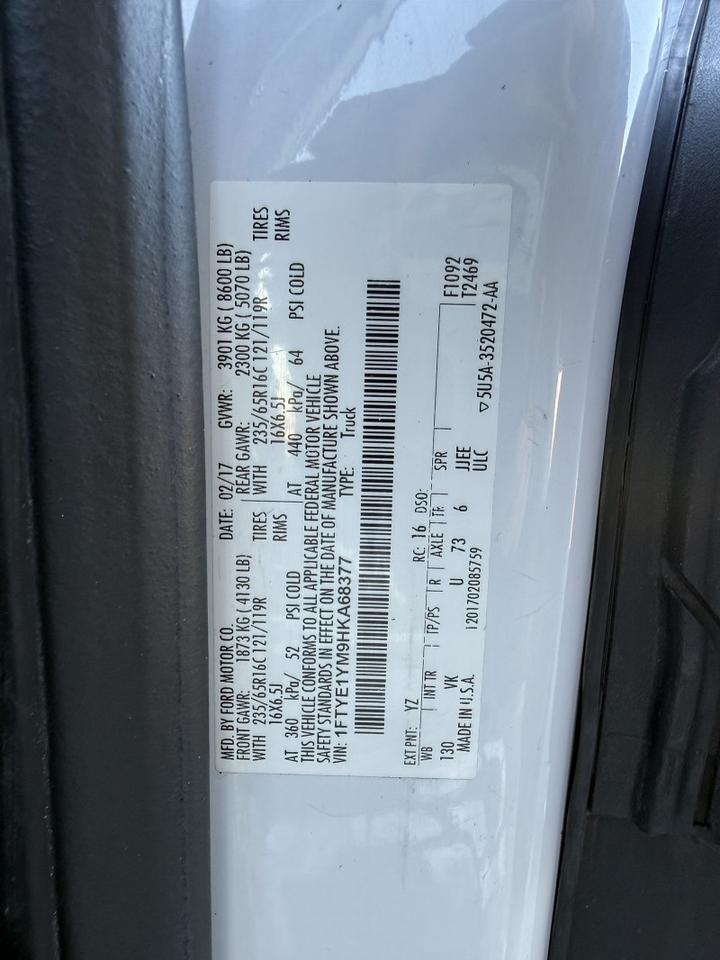 MFD. BY FORD MOTOR CO. DATE: 02/17 GVWR: 3901 KG ( 8600 LB)
FRONT GAWR: 1873 KG ( 4130 LB) REAR GAWR: 2300 KG ( 5070 LB)
WITH 235/65R16C 121/119R TIRES WITH 235/65R16C 121/119R TIRES
16X6.5J RIMS 16X6.5J RIMS
AT 360 kPa/ 52 PSI COLD AT 440 kPa/ 64 PSI COLD
THIS VEHICLE CONFORMS TO ALL APPLICABLE FEDERAL MOTOR VEHICLE
SAFETY STANDARDS IN EFFECT ON THE DATE OF MANUFACTURE SHOWN ABOVE.
VIN: 1FTYE1YM9HKA68377 TYPE: Truck
EXT PNT: YZ RC: 16 DSO: F1092
WB INT TR TP/PS R AXLE TR SPR T2469
130 VK U 73 6 JJEE ▽5U5A-3520472-AA
MADE IN U.S.A. 1201702085759 ULC